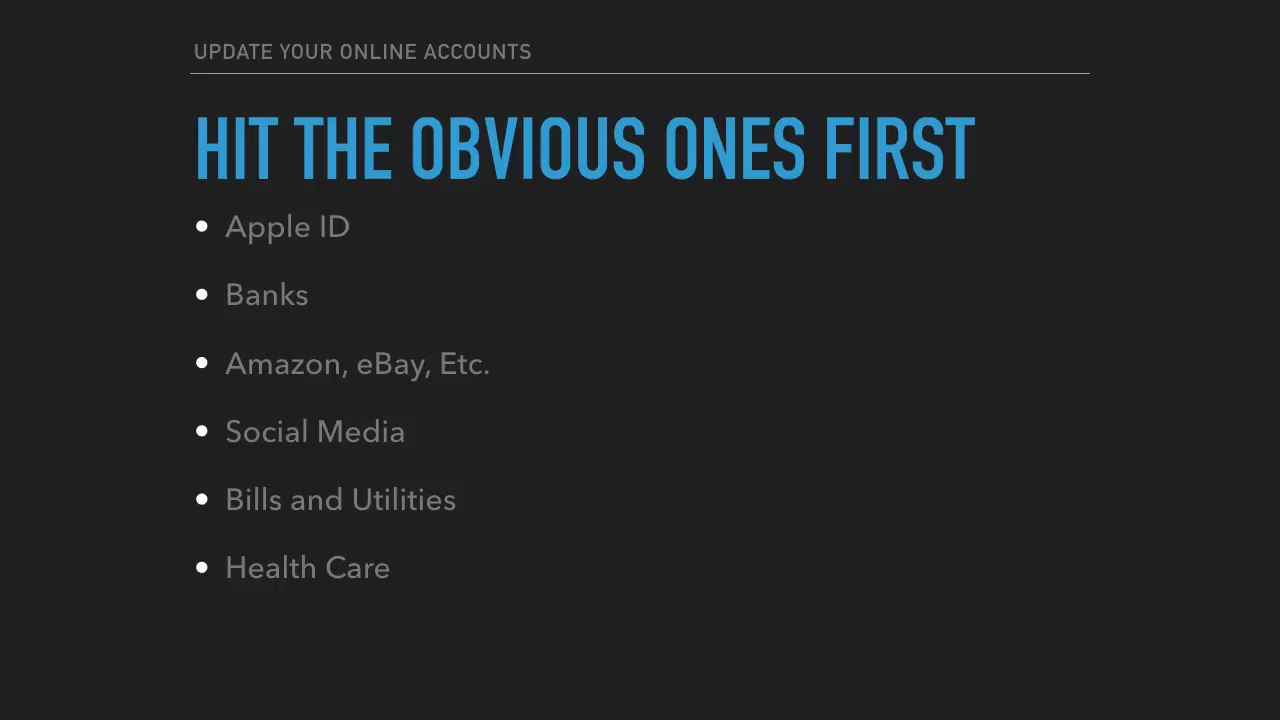 UPDATE YOUR ONLINE ACCOUNTS
HIT THE OBVIOUS ONES FIRST
• Apple ID
• Banks
• Amazon, eBay, Etc.
• Social Media
• Bills and Utilities
• Health Care